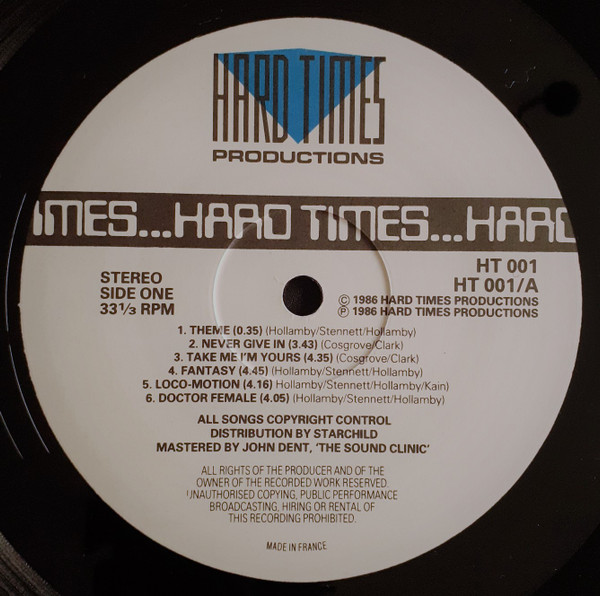 HARD TIMES
PRODUCTIONS
TIMES...HARD TIMES...HARD
STEREO
SIDE ONE
33 1/3 RPM
HT 001
HT 001/A
© 1986 HARD TIMES PRODUCTIONS
℗ 1986 HARD TIMES PRODUCTIONS
1. THEME (0.35) (Hollamby/Stennett/Hollamby)
2. NEVER GIVE IN (3.43) (Cosgrove/Clark)
3. TAKE ME I'M YOURS (4.35) (Cosgrove/Clark)
4. FANTASY (4.45) (Hollamby/Stennett/Hollamby)
5. LOCO-MOTION (4.16) Hollamby/Stennett/Hollamby/Kain)
6. DOCTOR FEMALE (4.05) (Hollamby/Stennett/Hollamby)
ALL SONGS COPYRIGHT CONTROL
DISTRIBUTION BY STARCHILD
MASTERED BY JOHN DENT, 'THE SOUND CLINIC'
ALL RIGHTS OF THE PRODUCER AND OF THE
OWNER OF THE RECORDED WORK RESERVED.
UNAUTHORISED COPYING, PUBLIC PERFORMANCE
BROADCASTING, HIRING OR RENTAL OF
THIS RECORDING PROHIBITED.
MADE IN FRANCE